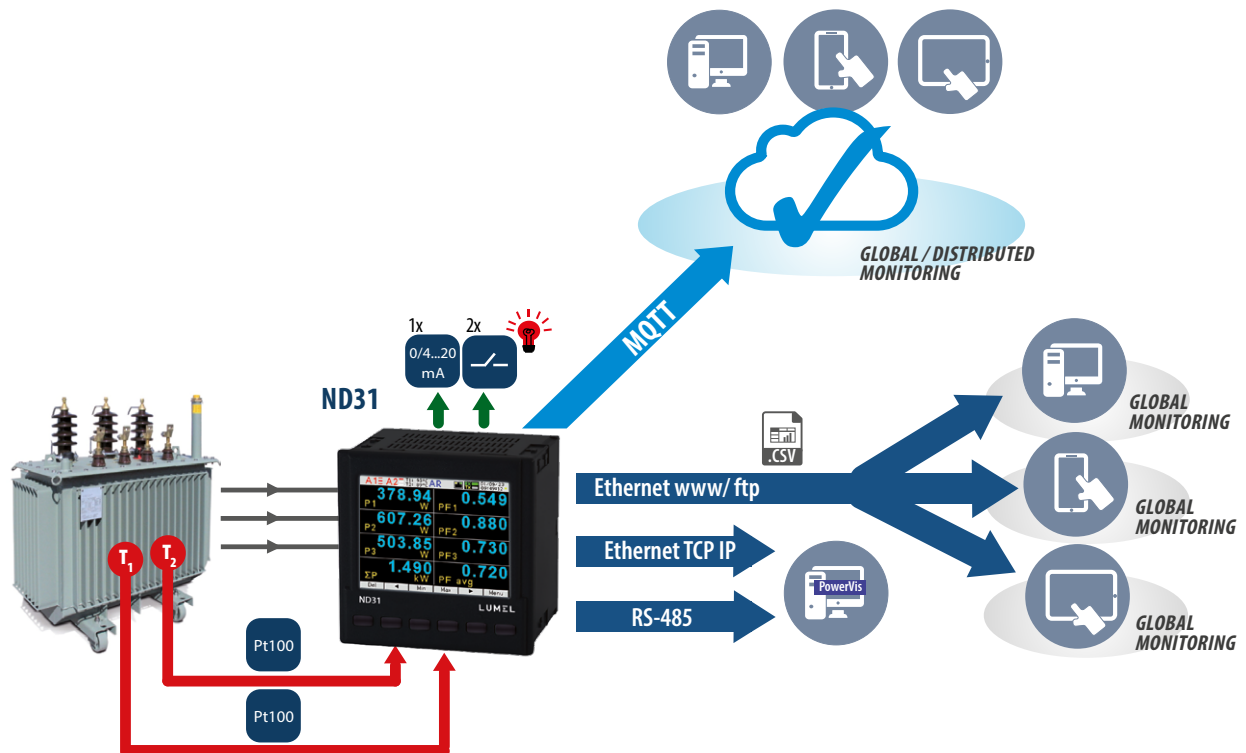 GLOBAL / DISTRIBUTED
MONITORING
MQTT
1x
2x
0/4...20
mA
ND31
.CSV
GLOBAL
MONITORING
Ethernet www/ ftp
GLOBAL
MONITORING
Ethernet TCP IP
PowerVis
RS-485
GLOBAL
MONITORING
A1 A2 AR
378.94 0.549
P1 W PF1
607.26 0.880
P2 W PF2
503.85 0.730
P3 W PF3
1.490 0.720
ΣP kW PF avg
Del ◄ Min Max ► Menu
ND31 LUMEL
T1
T2
Pt100
Pt100